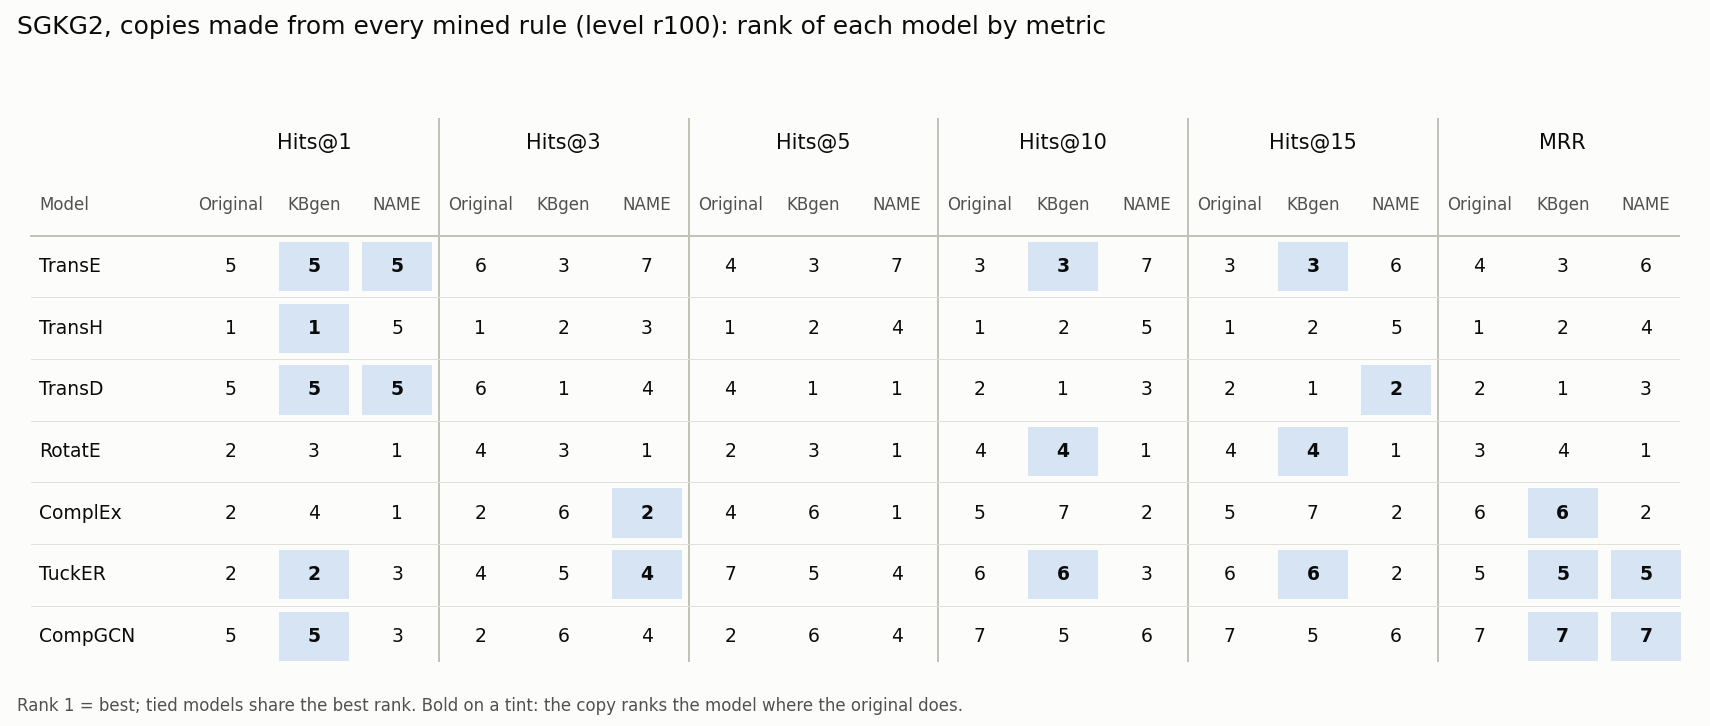 SGKG2, copies made from every mined rule (level r100): rank of each model by metric
Hits@1 Hits@3 Hits@5 Hits@10 Hits@15 MRR
Model Original KBgen NAME Original KBgen NAME Original KBgen NAME Original KBgen NAME Original KBgen NAME Original KBgen NAME
TransE 5 5 5 6 3 7 4 3 7 3 3 7 3 3 6 4 3 6
TransH 1 1 5 1 2 3 1 2 4 1 2 5 1 2 5 1 2 4
TransD 5 5 5 6 1 4 4 1 1 2 1 3 2 1 2 2 1 3
RotatE 2 3 1 4 3 1 2 3 1 4 4 1 4 4 1 3 4 1
ComplEx 2 4 1 2 6 2 4 6 1 5 7 2 5 7 2 6 6 2
TuckER 2 2 3 4 5 4 7 5 4 6 6 3 6 6 2 5 5 5
CompGCN 5 5 3 2 6 4 2 6 4 7 5 6 7 5 6 7 7 7
Rank 1 = best; tied models share the best rank. Bold on a tint: the copy ranks the model where the original does.